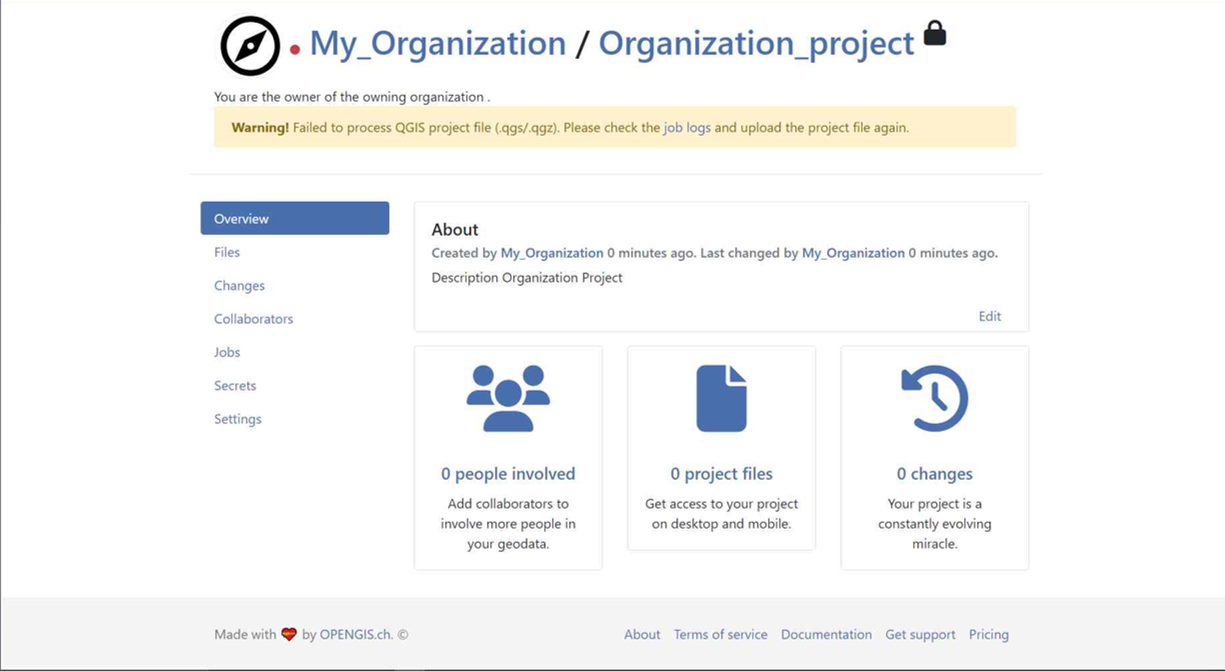 My_Organization / Organization_project
You are the owner of the owning organization .
Warning! Failed to process QGIS project file (.qgs/.qgz). Please check the job logs and upload the project file again.
Overview
Files
Changes
Collaborators
Jobs
Secrets
Settings
About
Created by My_Organization 0 minutes ago. Last changed by My_Organization 0 minutes ago.
Description Organization Project
Edit
0 people involved
Add collaborators to
involve more people in
your geodata.
0 project files
Get access to your project
on desktop and mobile.
0 changes
Your project is a
constantly evolving
miracle.
Made with by OPENGIS.ch. ©
About Terms of service Documentation Get support Pricing